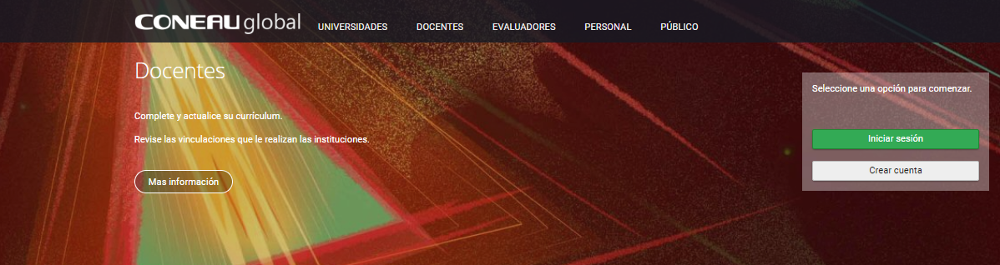 CONEAU global
UNIVERSIDADES
DOCENTES
EVALUADORES
PERSONAL
PÚBLICO
Docentes
Complete y actualice su currículum.
Revise las vinculaciones que le realizan las instituciones.
Mas información
Seleccione una opción para comenzar.
Iniciar sesión
Crear cuenta